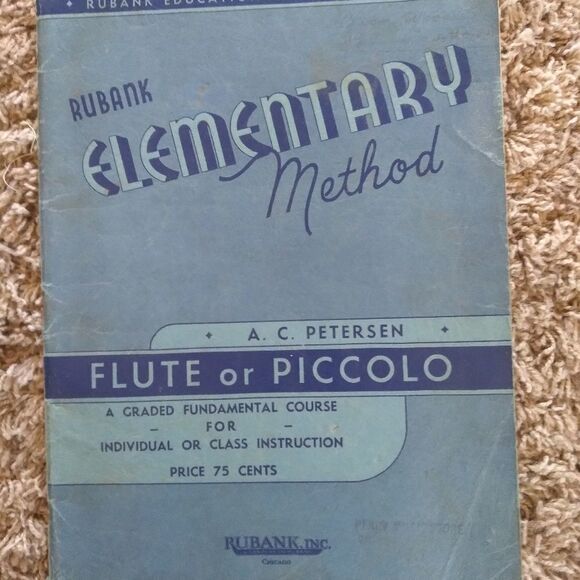 RUBANK
RUBANK
ELEMENTARY
Method
A. C. PETERSEN
FLUTE or PICCOLO
A GRADED FUNDAMENTAL COURSE
- FOR -
INDIVIDUAL OR CLASS INSTRUCTION
PRICE 75 CENTS
RUBANK, INC.
CHICAGO